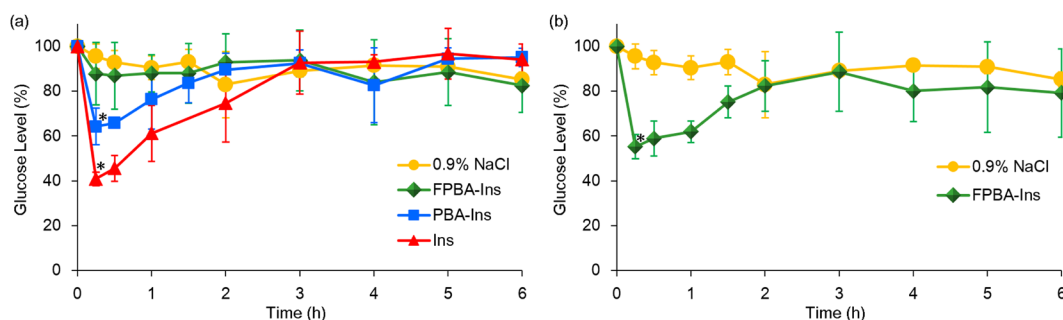 (a)
Glucose Level (%)
100
80
60
40
20
0
*
*
0.9% NaCl
FPBA-Ins
PBA-Ins
Ins
0 1 2 3 4 5 6
Time (h)
(b)
Glucose Level (%)
100
80
60
40
20
0
*
0.9% NaCl
FPBA-Ins
0 1 2 3 4 5 6
Time (h)